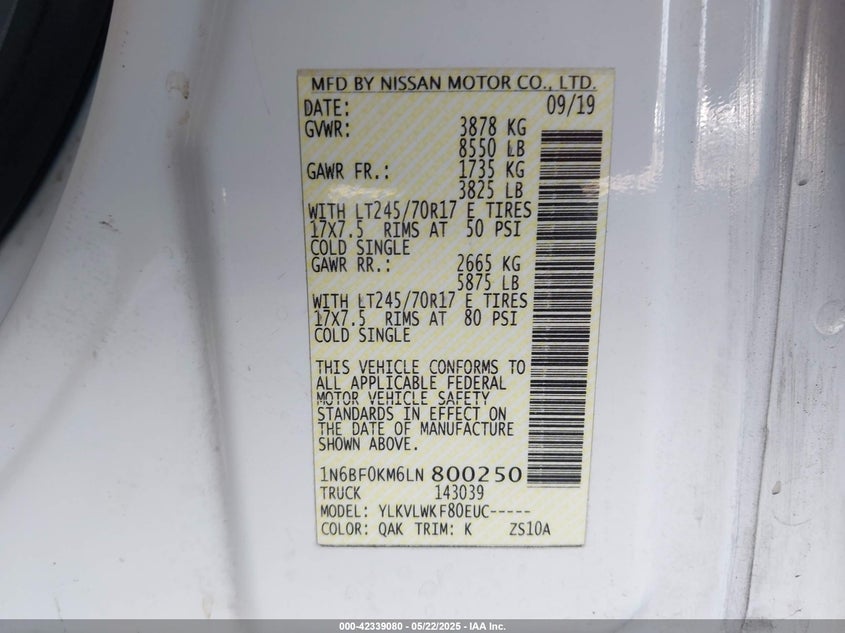 MFD BY NISSAN MOTOR CO., LTD.
DATE: 09/19
GVWR: 3878 KG
8550 LB
GAWR FR.: 1735 KG
3825 LB
WITH LT245/70R17 E TIRES
17X7.5 RIMS AT 50 PSI
COLD SINGLE
GAWR RR.: 2665 KG
5875 LB
WITH LT245/70R17 E TIRES
17X7.5 RIMS AT 80 PSI
COLD SINGLE
THIS VEHICLE CONFORMS TO
ALL APPLICABLE FEDERAL
MOTOR VEHICLE SAFETY
STANDARDS IN EFFECT ON
THE DATE OF MANUFACTURE
SHOWN ABOVE.
1N6BF0KM6LN 800250
TRUCK 143039
MODEL: YLKVLWKF80EUC-----
COLOR: QAK TRIM: K ZS10A
000-42339080 - 05/22/2025 - IAA Inc.